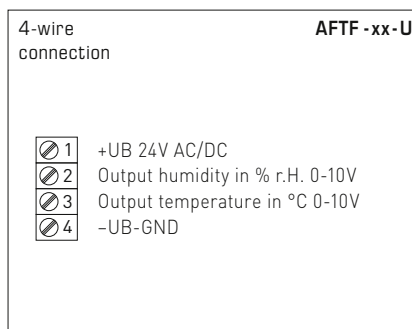 4-wire AFTF - xx - U
connection
1 +UB 24V AC/DC
2 Output humidity in % r.H. 0-10V
3 Output temperature in °C 0-10V
4 –UB-GND